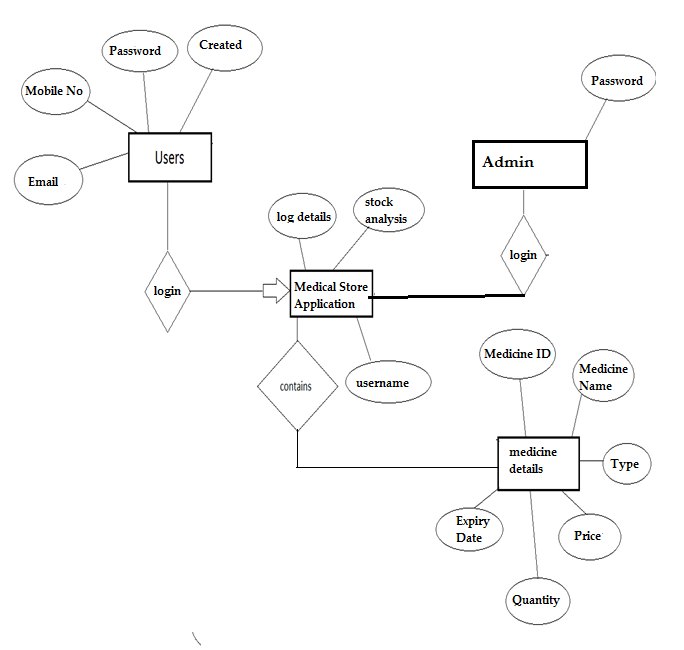 Created
Password
Password
Mobile No
Users
Admin
Email
stock
analysis
log details
login
login
Medical Store
Application
Medicine ID
Medicine
Name
contains
username
medicine
details
Type
Expiry
Date
Price
Quantity